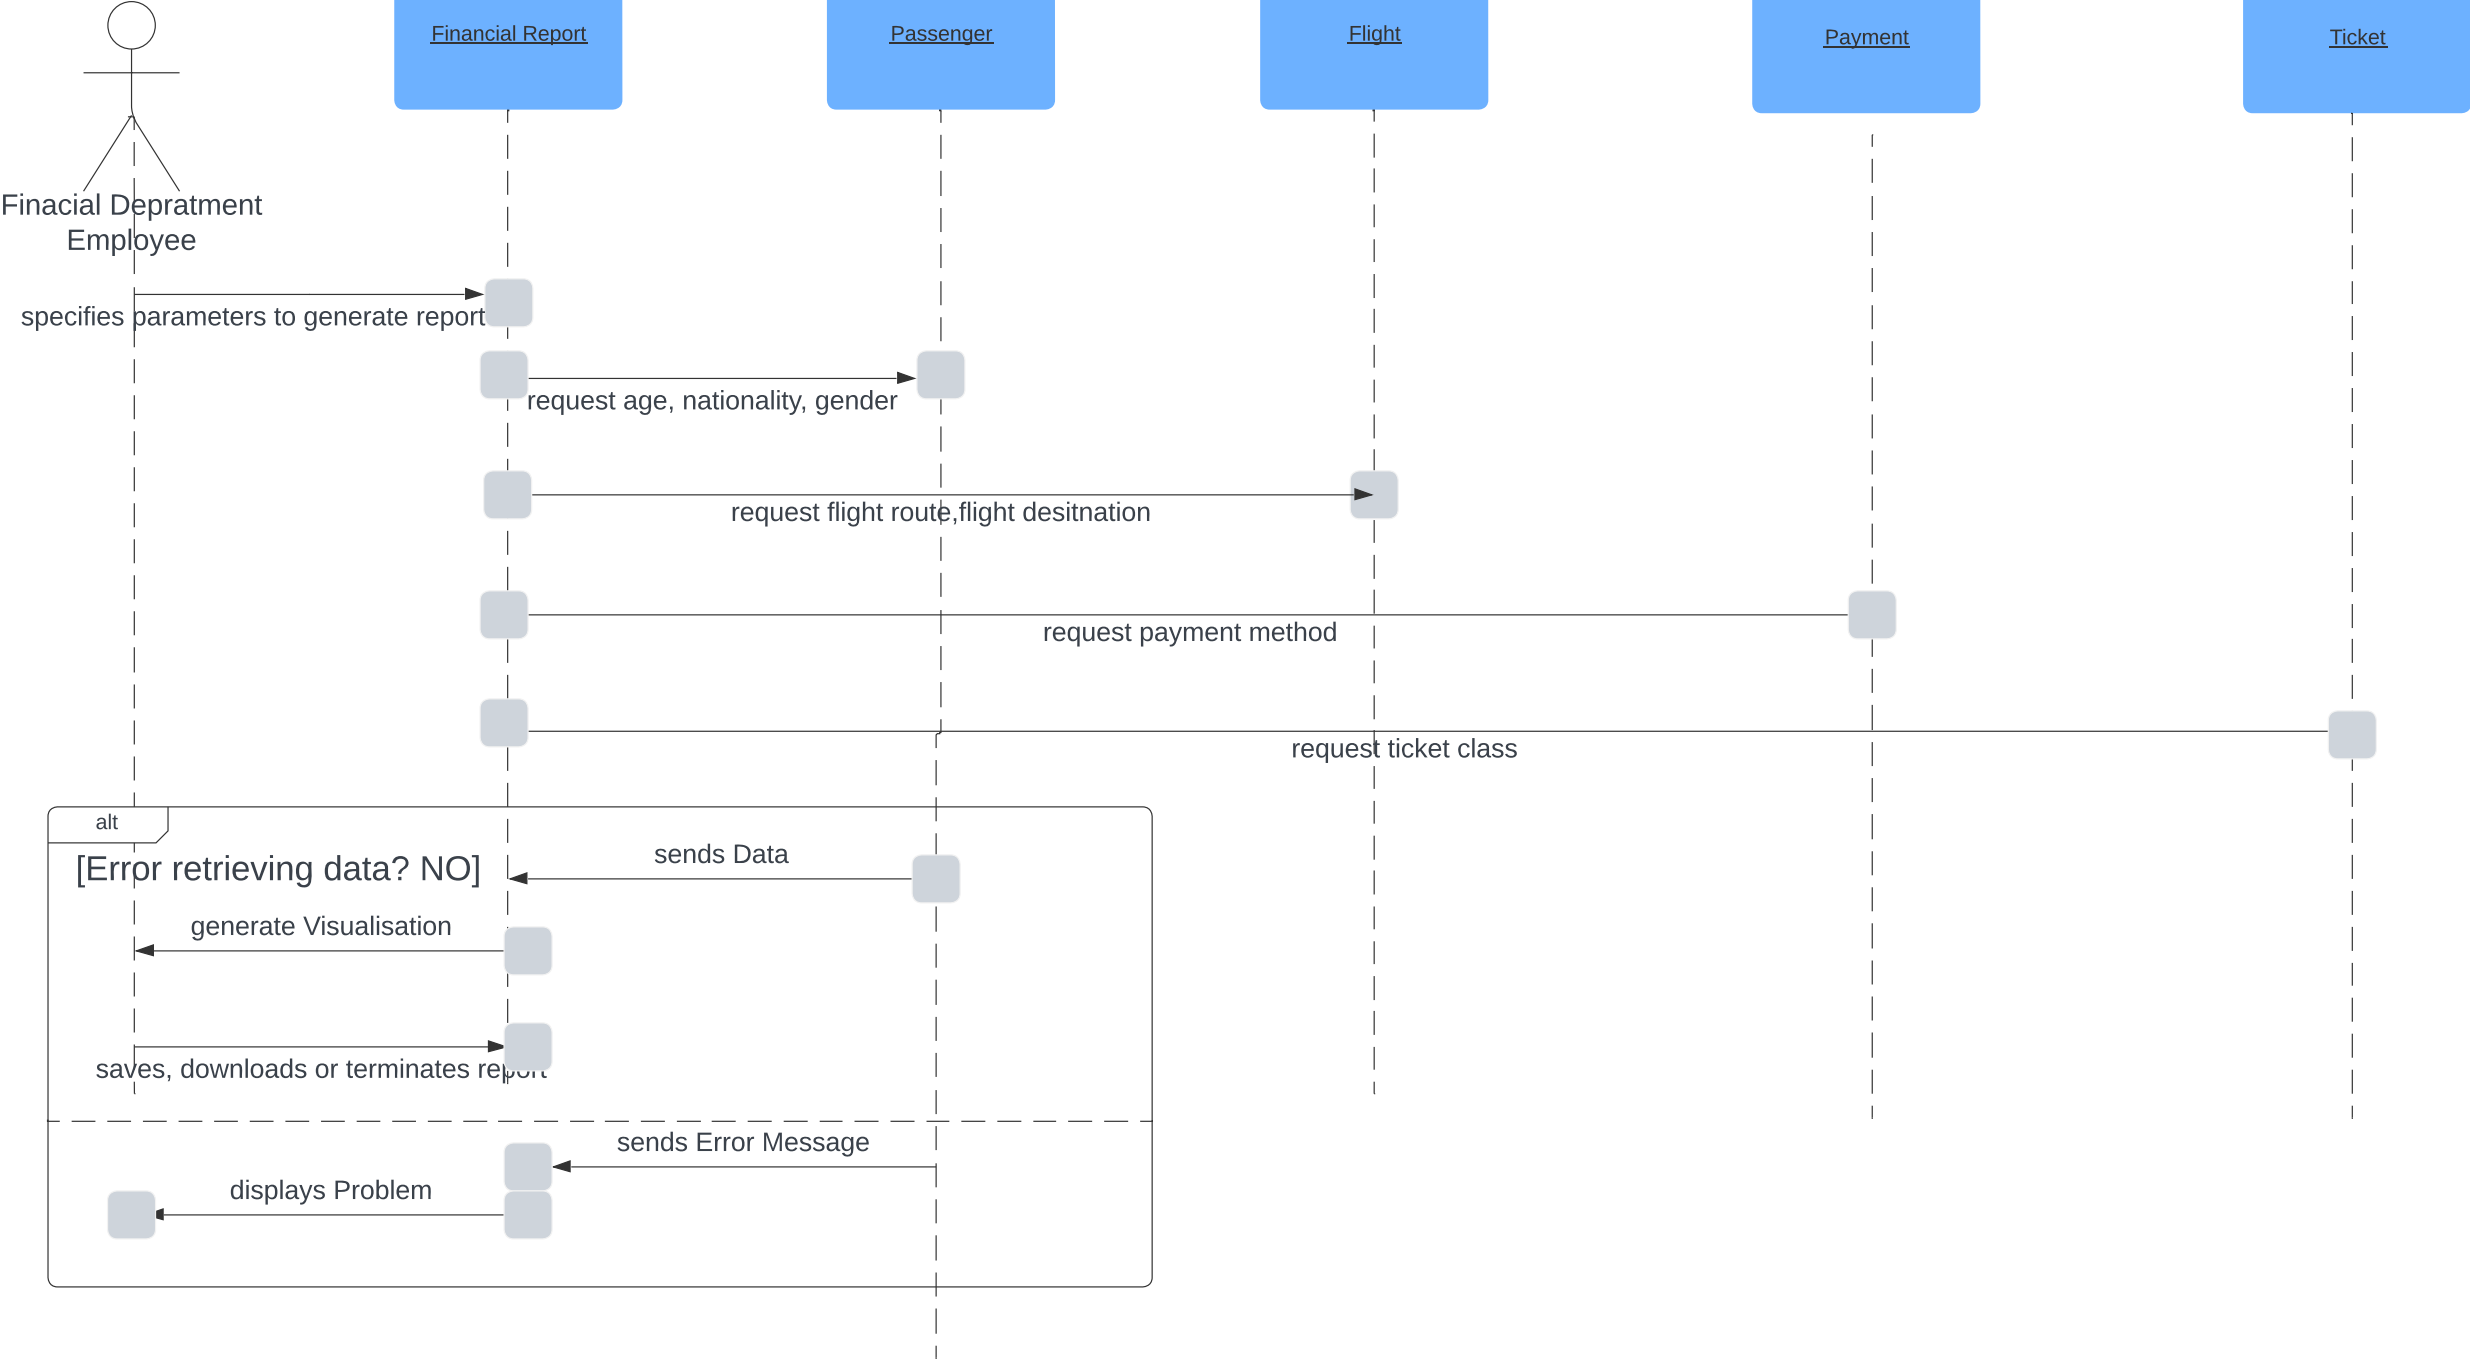 Financial Report
Passenger
Flight
Payment
Ticket
Finacial Depratment
Employee
specifies parameters to generate report
request age, nationality, gender
request flight route,flight desitnation
request payment method
request ticket class
alt
[Error retrieving data? NO]
sends Data
generate Visualisation
saves, downloads or terminates report
sends Error Message
displays Problem